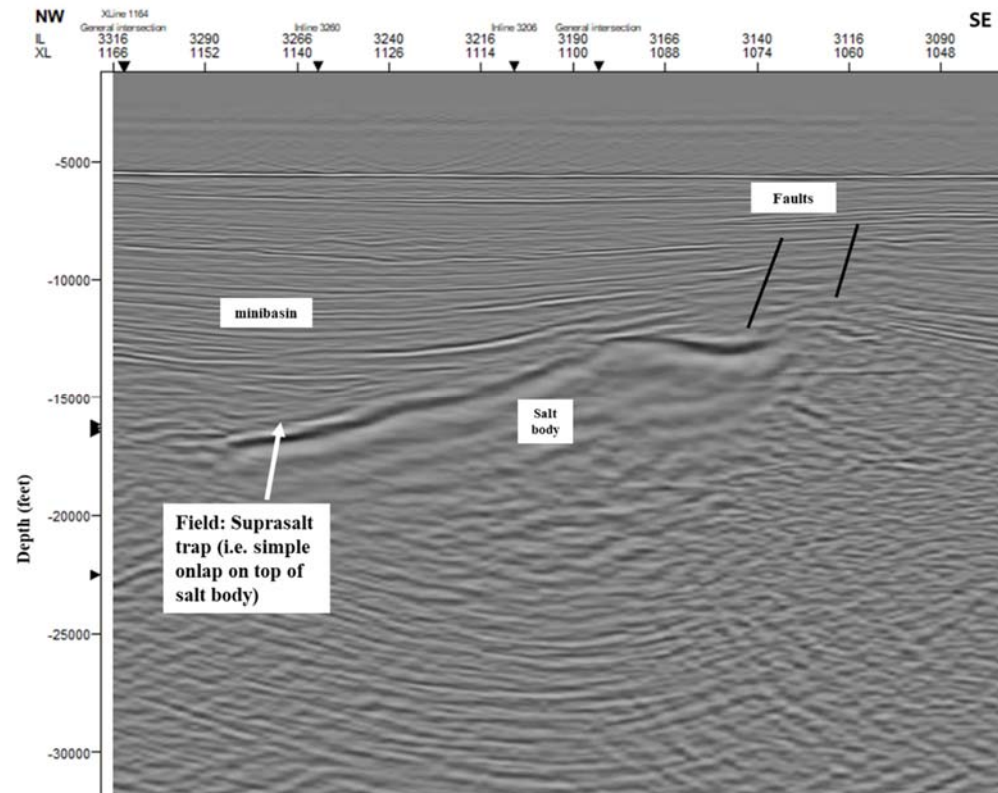 NW
SE
XLine 1164
General intersection
Inline 3260
Inline 3206
General intersection
IL 3316 3290 3266 3240 3216 3190 3166 3140 3116 3090
XL 1166 1152 1140 1126 1114 1100 1088 1074 1060 1048
-5000
-10000
-15000
-20000
-25000
-30000
Depth (feet)
Faults
minibasin
Salt
body
Field: Suprasalt
trap (i.e. simple
onlap on top of
salt body)